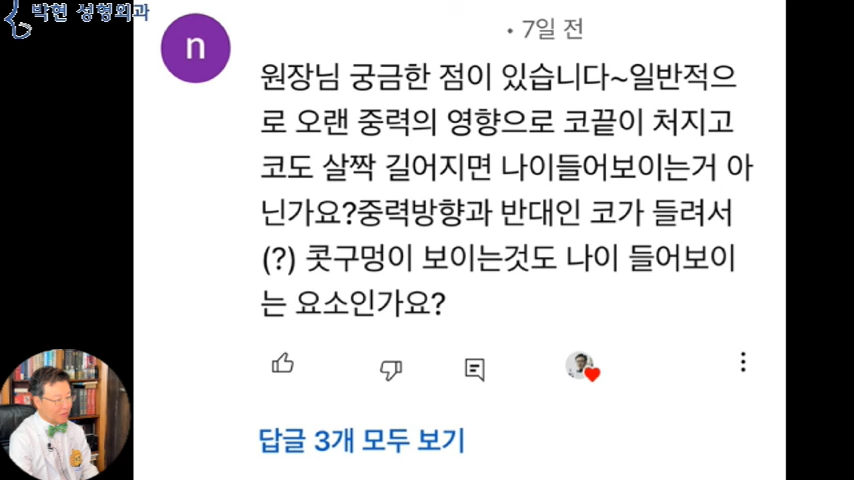 박현 성형외과
n
• 7일 전
원장님 궁금한 점이 있습니다~일반적으
로 오랜 중력의 영향으로 코끝이 처지고
코도 살짝 길어지면 나이들어보이는거 아
닌가요?중력방향과 반대인 코가 들려서
(?) 콧구멍이 보이는것도 나이 들어보이
는 요소인가요?
답글 3개 모두 보기